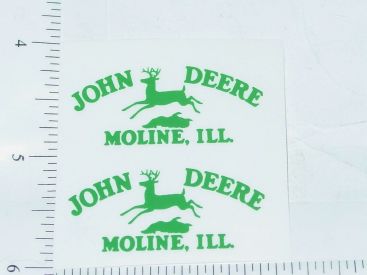 4
JOHN DEERE
MOLINE, ILL.
5
JOHN DEERE
MOLINE, ILL.
6